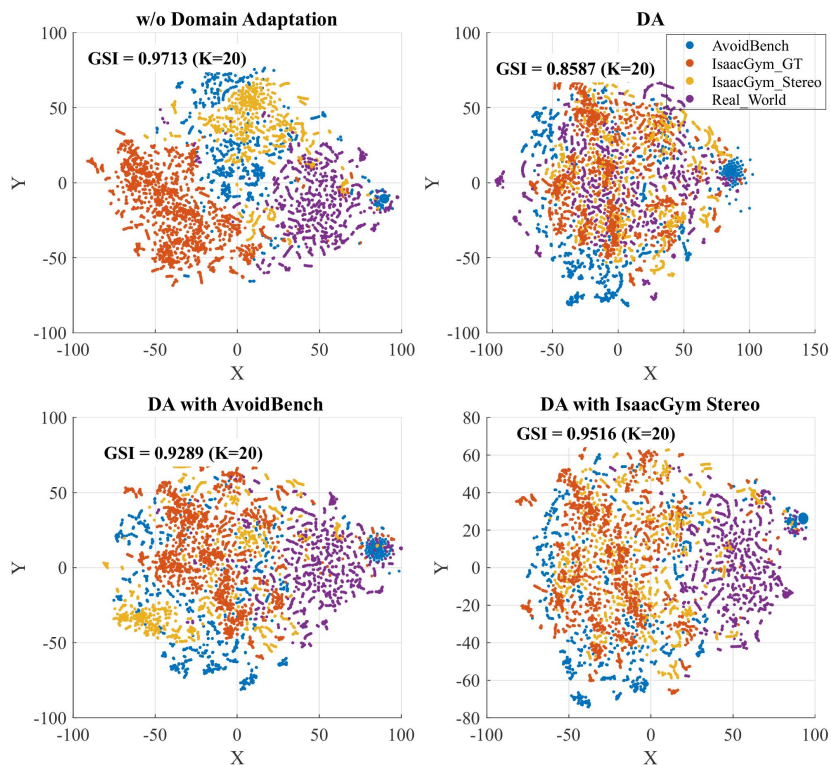 w/o Domain Adaptation
GSI = 0.9713 (K=20)
100
50
0
-50
-100
Y
-100
-50
0
50
100
X
DA
GSI = 0.8587 (K=20)
AvoidBench
IsaacGym_GT
IsaacGym_Stereo
Real_World
100
50
0
-50
-100
Y
-100
-50
0
50
100
150
X
DA with AvoidBench
GSI = 0.9289 (K=20)
100
50
0
-50
-100
Y
-100
-50
0
50
100
X
DA with IsaacGym Stereo
GSI = 0.9516 (K=20)
80
60
40
20
0
-20
-40
-60
-80
Y
-100
-50
0
50
100
X